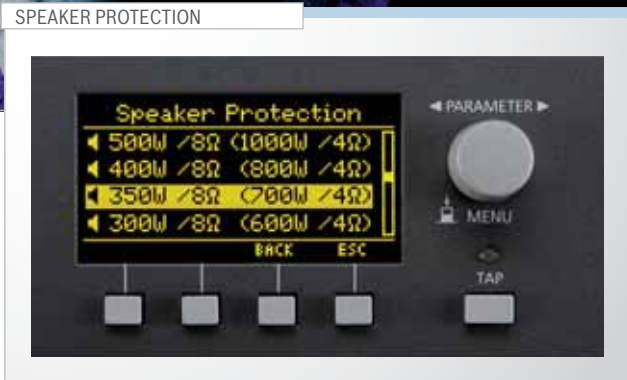 SPEAKER PROTECTION
Speaker Protection
500W /8Ω (1000W /4Ω)
400W /8Ω (800W /4Ω)
350W /8Ω (700W /4Ω)
300W /8Ω (600W /4Ω)
BACK ESC
◀ PARAMETER ▶
MENU
TAP